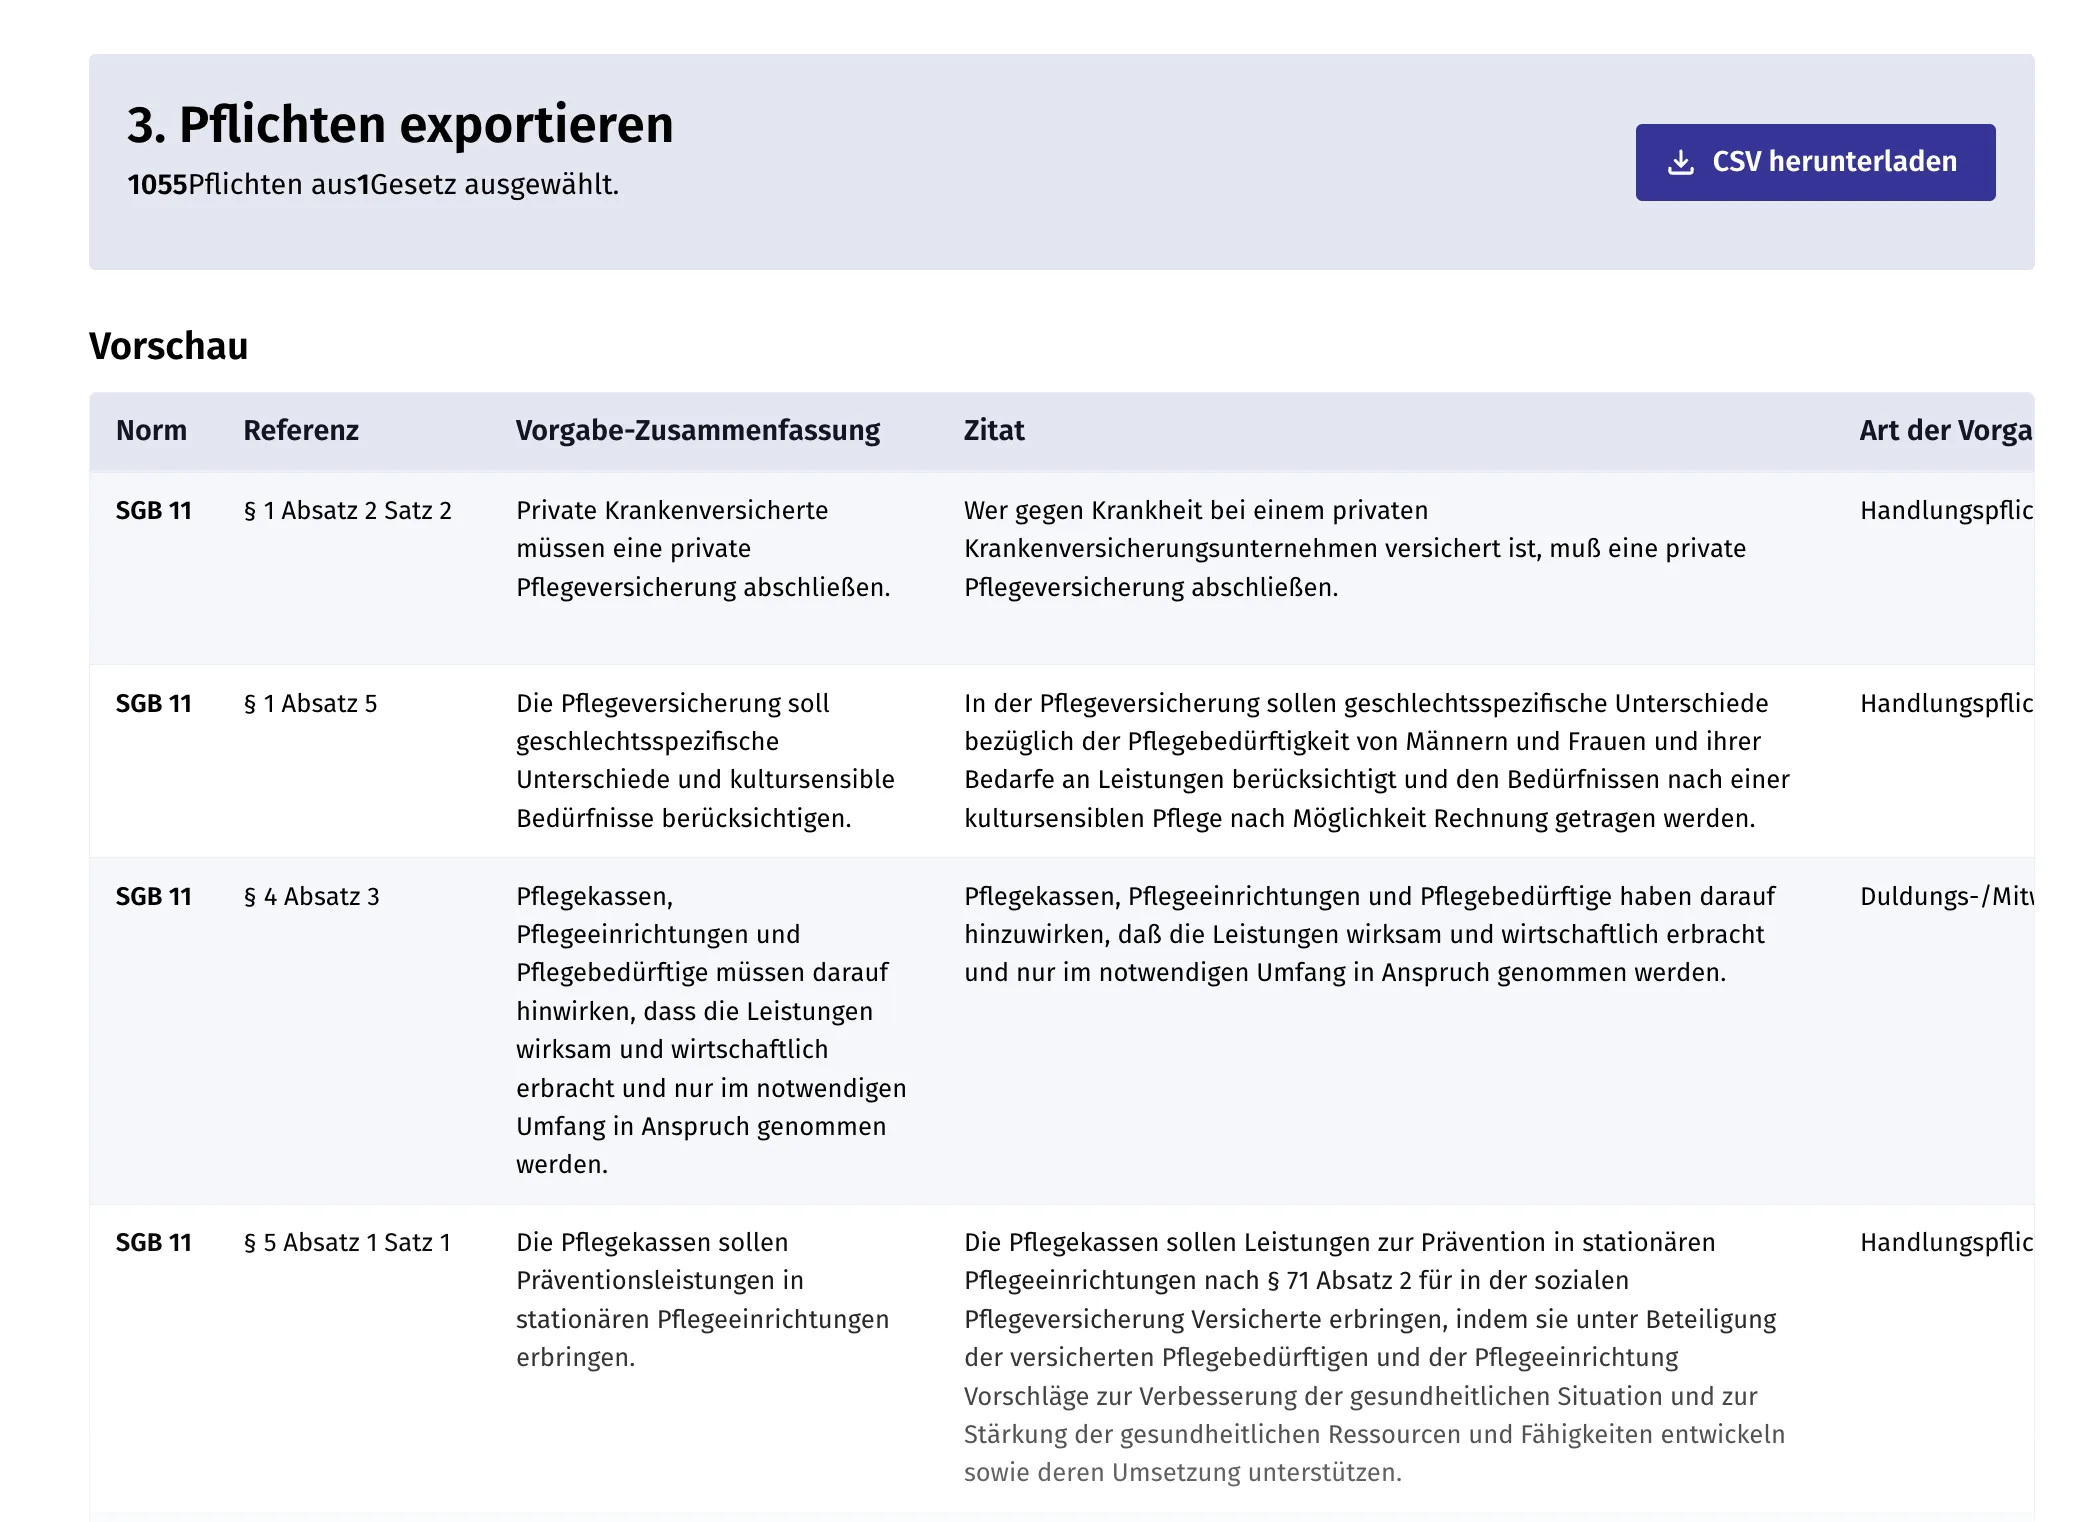 3. Pflichten exportieren
1055Pflichten aus1Gesetz ausgewählt.
CSV herunterladen
Vorschau
Norm Referenz Vorgabe-Zusammenfassung Zitat Art der Vorga
SGB 11 § 1 Absatz 2 Satz 2 Private Krankenversicherte Wer gegen Krankheit bei einem privaten Handlungspflic
müssen eine private Krankenversicherungsunternehmen versichert ist, muß eine private
Pflegeversicherung abschließen. Pflegeversicherung abschließen.
SGB 11 § 1 Absatz 5 Die Pflegeversicherung soll In der Pflegeversicherung sollen geschlechtsspezifische Unterschiede Handlungspflic
geschlechtsspezifische bezüglich der Pflegebedürftigkeit von Männern und Frauen und ihrer
Unterschiede und kultursensible Bedarfe an Leistungen berücksichtigt und den Bedürfnissen nach einer
Bedürfnisse berücksichtigen. kultursensiblen Pflege nach Möglichkeit Rechnung getragen werden.
SGB 11 § 4 Absatz 3 Pflegekassen, Pflegekassen, Pflegeeinrichtungen und Pflegebedürftige haben darauf Duldungs-/Mitw
Pflegeeinrichtungen und hinzuwirken, daß die Leistungen wirksam und wirtschaftlich erbracht
Pflegebedürftige müssen darauf und nur im notwendigen Umfang in Anspruch genommen werden.
hinwirken, dass die Leistungen
wirksam und wirtschaftlich
erbracht und nur im notwendigen
Umfang in Anspruch genommen
werden.
SGB 11 § 5 Absatz 1 Satz 1 Die Pflegekassen sollen Die Pflegekassen sollen Leistungen zur Prävention in stationären Handlungspflic
Präventionsleistungen in Pflegeeinrichtungen nach § 71 Absatz 2 für in der sozialen
stationären Pflegeeinrichtungen Pflegeversicherung Versicherte erbringen, indem sie unter Beteiligung
erbringen. der versicherten Pflegebedürftigen und der Pflegeeinrichtung
Vorschläge zur Verbesserung der gesundheitlichen Situation und zur
Stärkung der gesundheitlichen Ressourcen und Fähigkeiten entwickeln
sowie deren Umsetzung unterstützen.